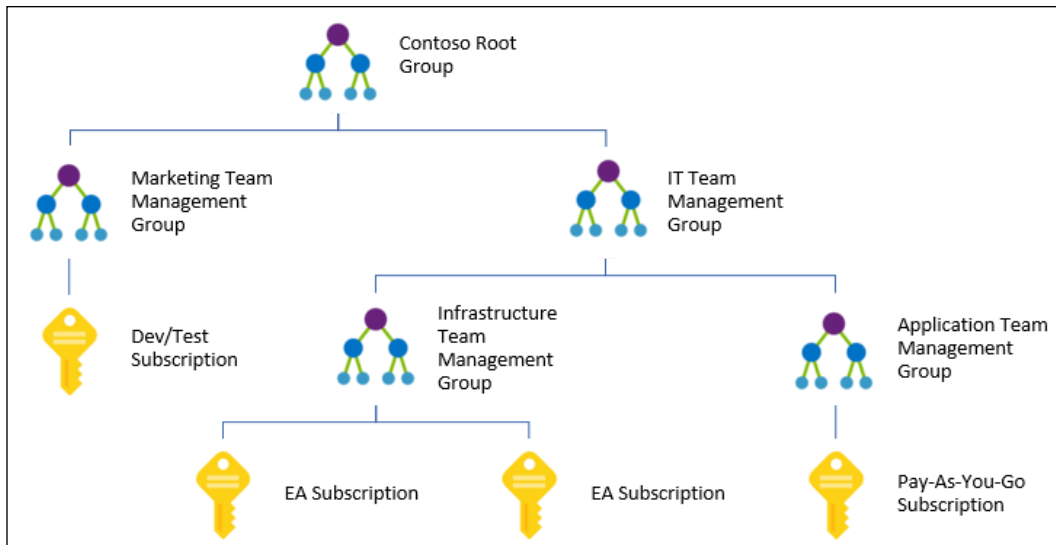 Contoso Root
Group
Marketing Team
Management
Group
IT Team
Management
Group
Dev/Test
Subscription
Infrastructure
Team
Management
Group
Application Team
Management
Group
EA Subscription
EA Subscription
Pay-As-You-Go
Subscription